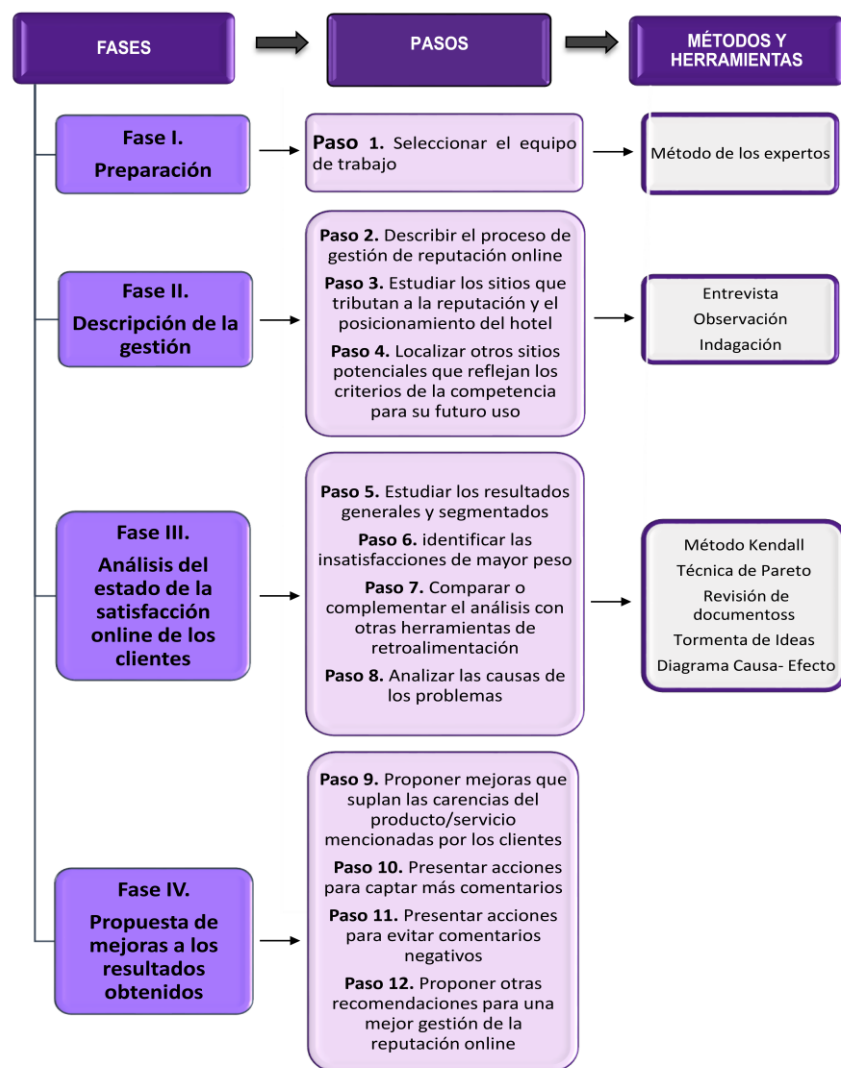 FASES
PASOS
MÉTODOS Y
HERRAMIENTAS
Fase I.
Preparación
Paso 1. Seleccionar el equipo
de trabajo
Método de los expertos
Fase II.
Descripción de la
gestión
Paso 2. Describir el proceso de
gestión de reputación online
Paso 3. Estudiar los sitios que
tributan a la reputación y el
posicionamiento del hotel
Paso 4. Localizar otros sitios
potenciales que reflejan los
criterios de la competencia
para su futuro uso
Entrevista
Observación
Indagación
Fase III.
Análisis del
estado de la
satisfacción
online de los
clientes
Paso 5. Estudiar los resultados
generales y segmentados
Paso 6. identificar las
insatisfacciones de mayor peso
Paso 7. Comparar o
complementar el análisis con
otras herramientas de
retroalimentación
Paso 8. Analizar las causas de
los problemas
Método Kendall
Técnica de Pareto
Revisión de
documentoss
Tormenta de Ideas
Diagrama Causa- Efecto
Fase IV.
Propuesta de
mejoras a los
resultados
obtenidos
Paso 9. Proponer mejoras que
suplan las carencias del
producto/servicio
mencionadas por los clientes
Paso 10. Presentar acciones
para captar más comentarios
Paso 11. Presentar acciones
para evitar comentarios
negativos
Paso 12. Proponer otras
recomendaciones para una
mejor gestión de la
reputación online